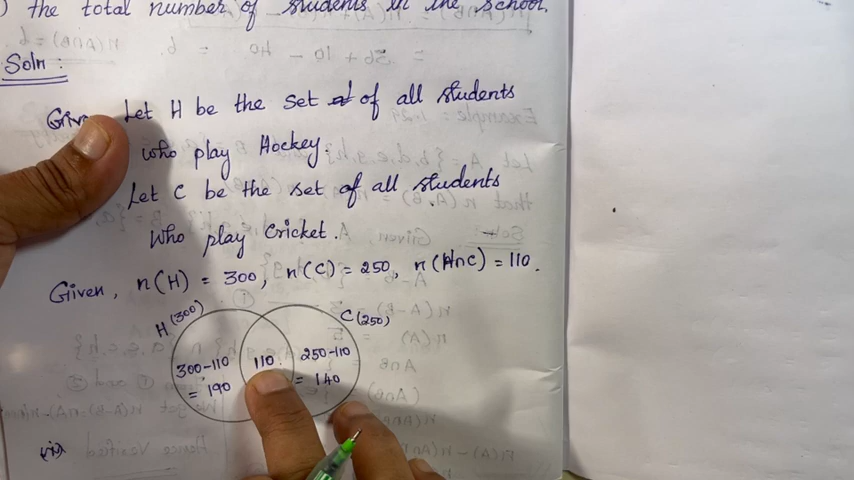 ) the total number of students in the school.
Soln :
Let H be the set of all students
who play Hockey.
Let C be the set of all students
who play Cricket.
Given, n(H) = 300, n(C) = 250, n(H∩C) = 110.
H(300)
C(250)
300-110
= 190
110
250-110
= 140